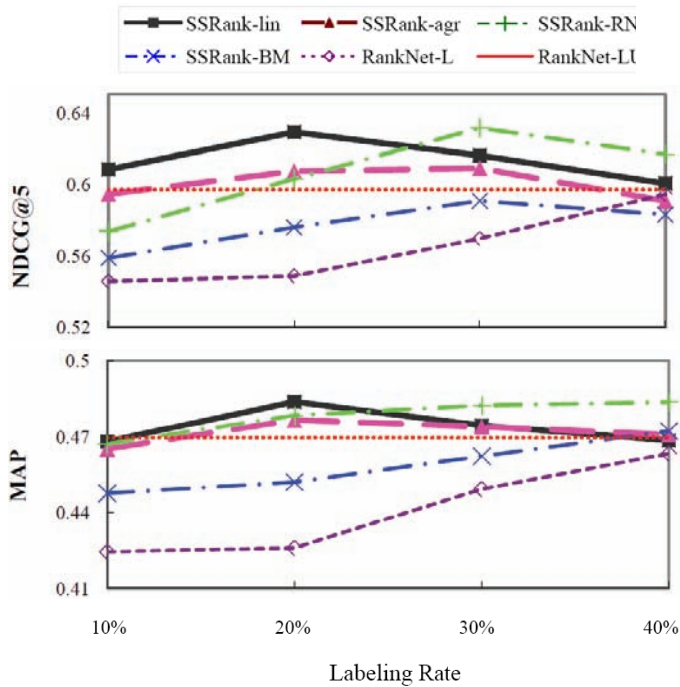 SSRank-lin SSRank-agr SSRank-RN
SSRank-BM RankNet-L RankNet-LU
0.64
0.6
0.56
0.52
NDCG@5
0.5
0.47
0.44
0.41
MAP
10% 20% 30% 40%
Labeling Rate